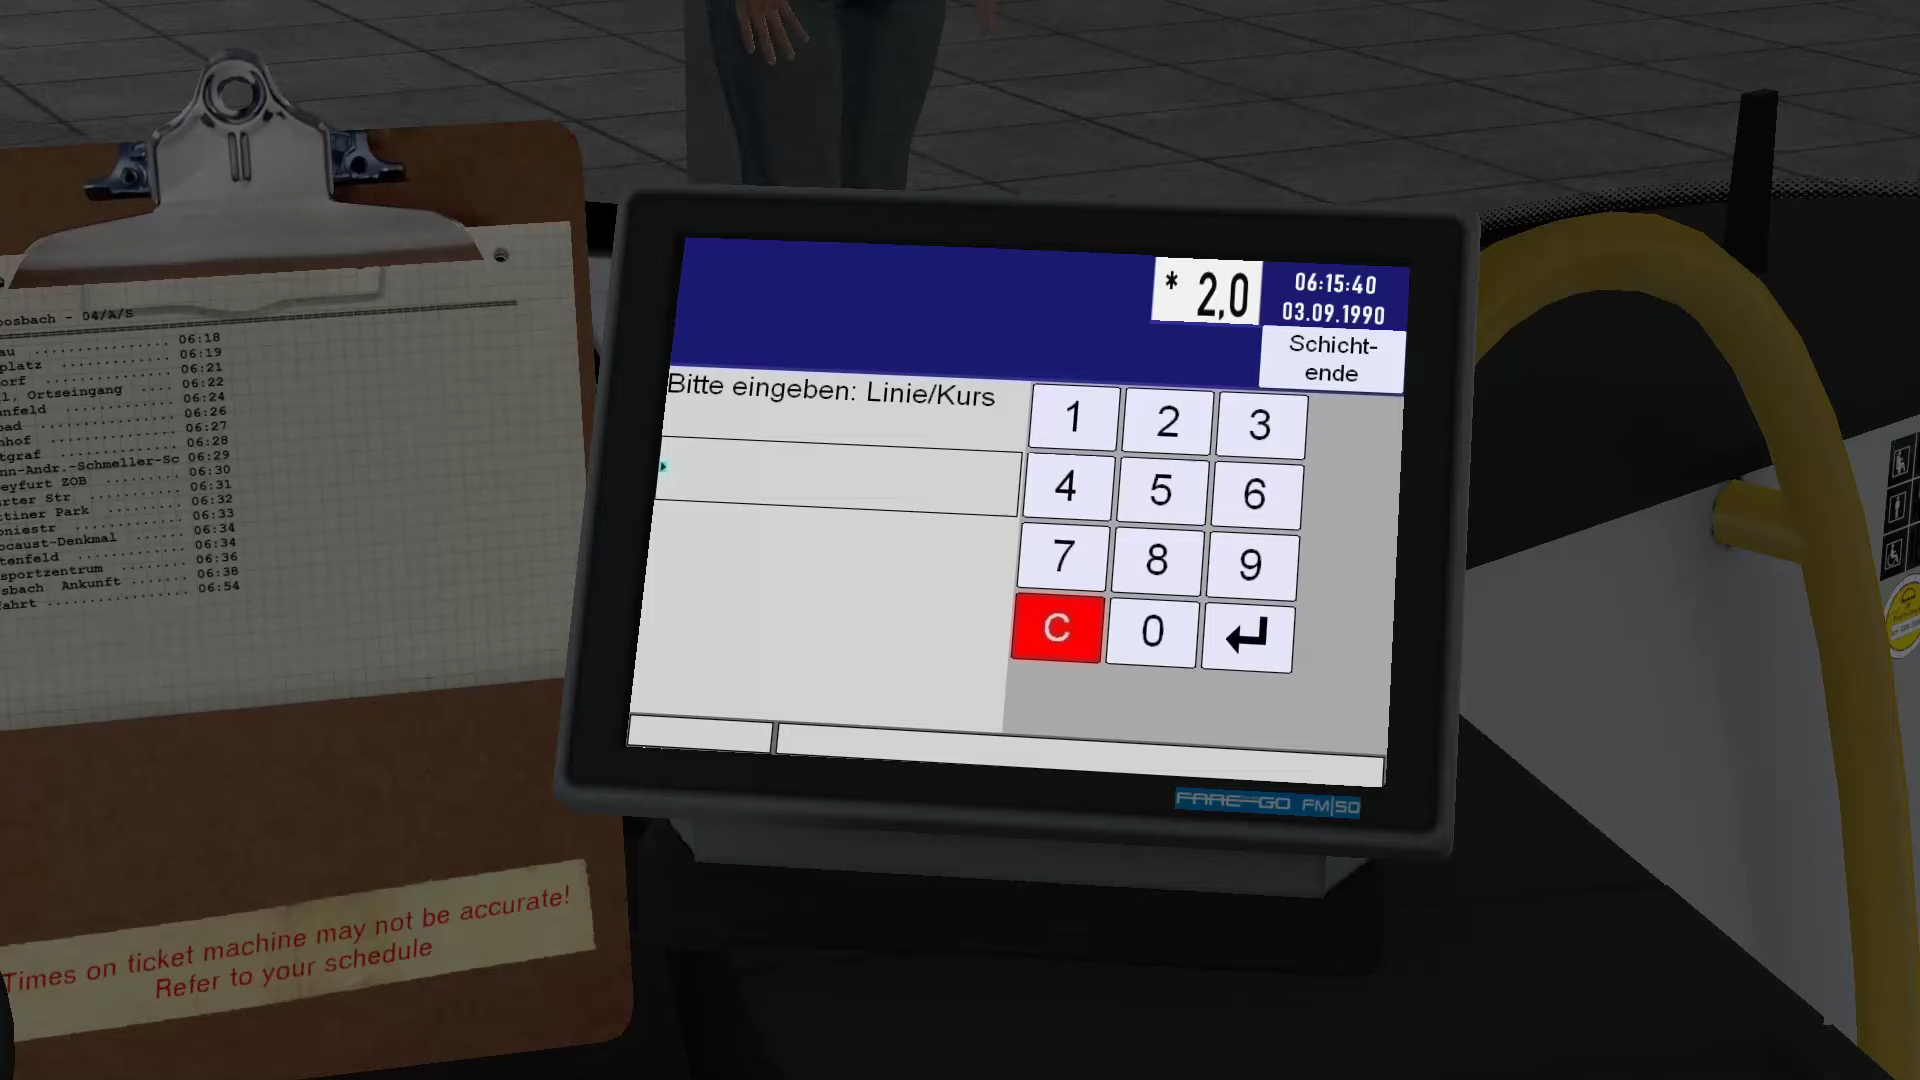 oosbach - 04/A/S
au ................ 06:18
platz .............. 06:19
orf ................ 06:21
l, Ortseingang .... 06:22
nfeld .............. 06:24
ad ................ 06:26
nhof ............... 06:27
tgraf .............. 06:28
nn-Andr.-Schmeller-Sc 06:29
eyfurt ZOB ......... 06:30
rter Str ........... 06:31
ttiner Park ........ 06:32
oniestr ............ 06:33
ocaust-Denkmal ...... 06:34
tenfeld ............ 06:34
sportzentrum ........ 06:36
sbach Ankunft ....... 06:38
ahrt ............... 06:54
Times on ticket machine may not be accurate!
Refer to your schedule
* 2,0
06:15:40
03.09.1990
Schicht-
ende
Bitte eingeben: Linie/Kurs
1 2 3
4 5 6
7 8 9
C 0
FARE-GO FM|50